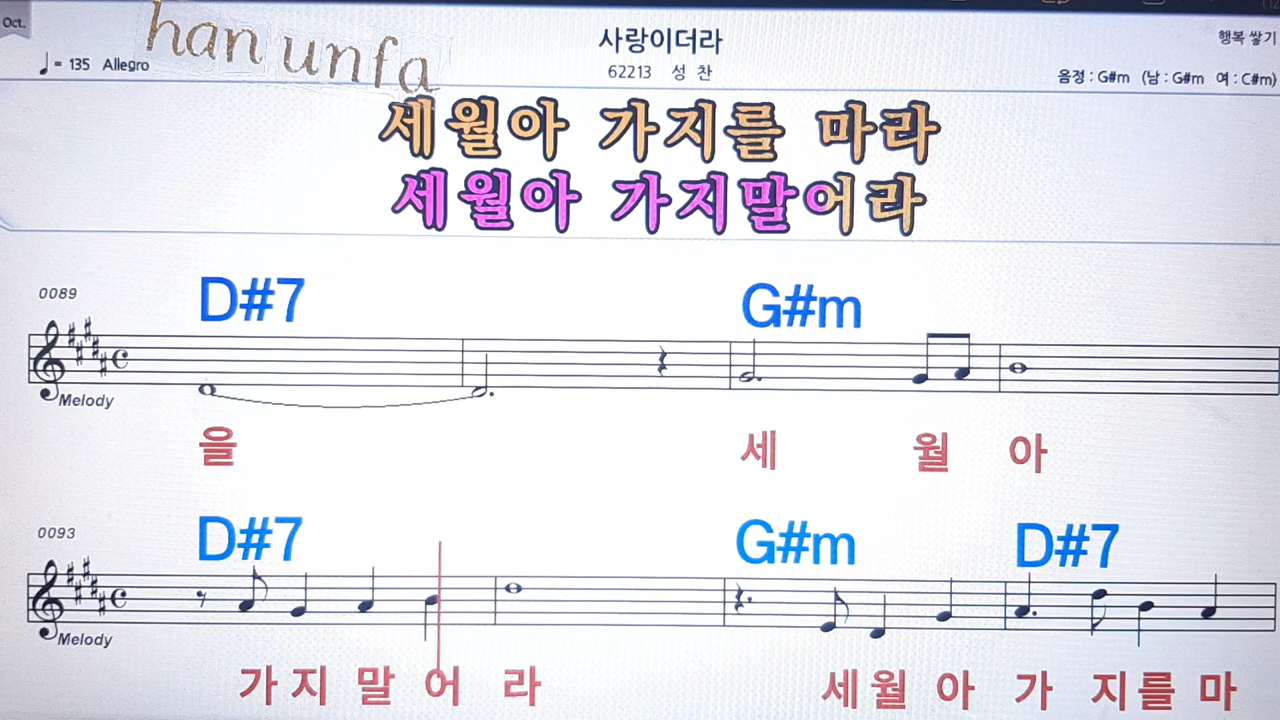 Oct.
han unfa
사랑이더라
행복 쌓기
♩ = 135 Allegro
62213 성 찬
음정 : G#m (남 : G#m 여 : C#m)
세월아 가지를 마라
세월아 가지말어라
0089
D#7 G#m
Melody
을 세 월 아
0093
D#7 G#m D#7
Melody
가 지 말 어 라 세 월 아 가 지 를 마